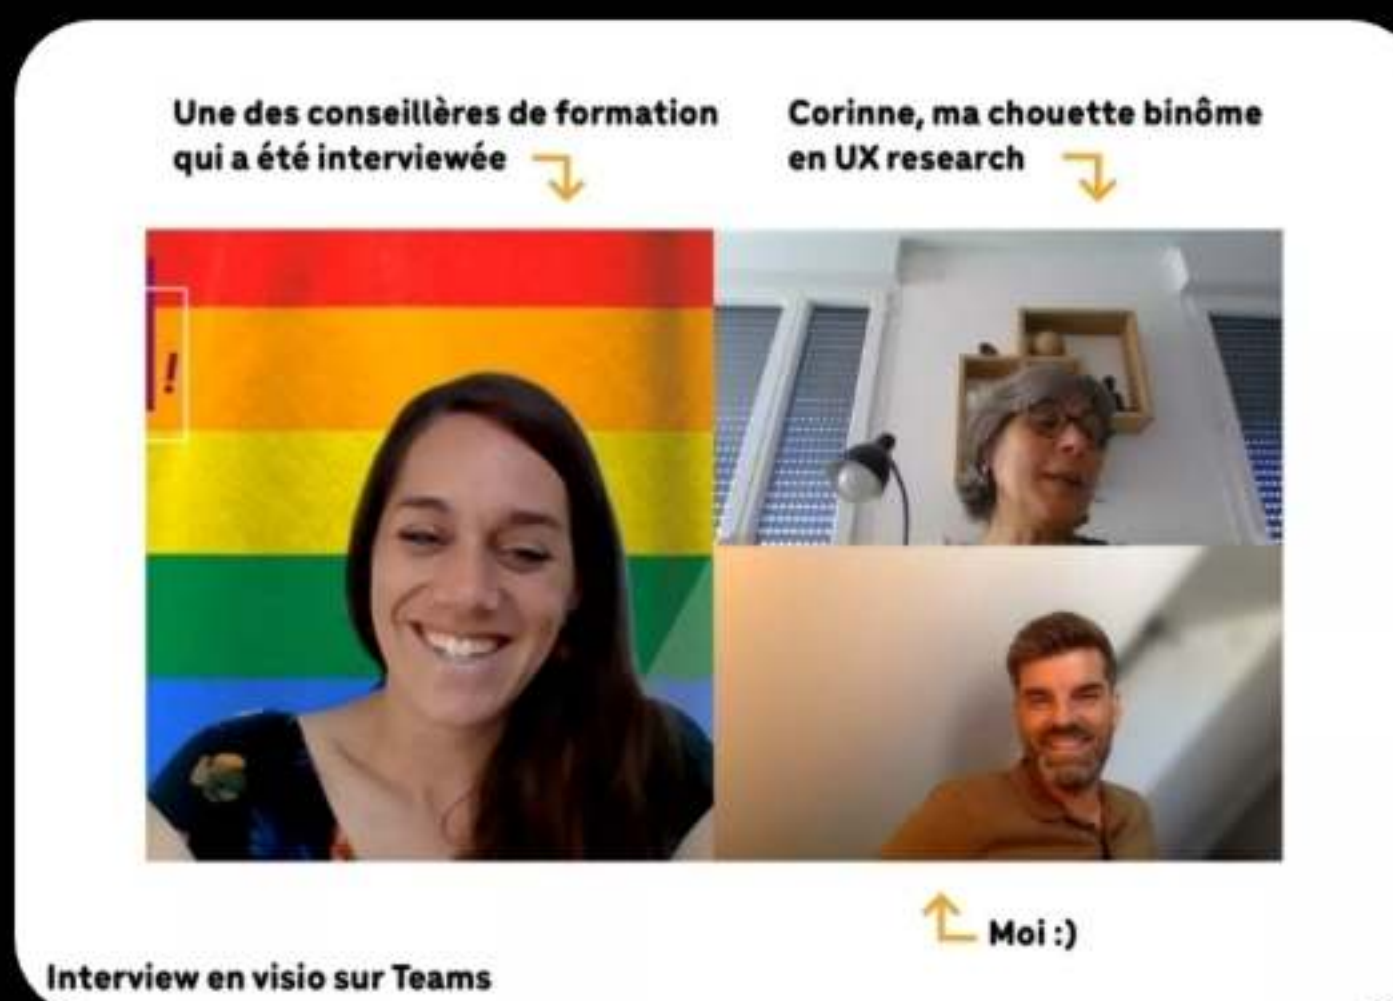 Une des conseillères de formation
qui a été interviewée
Corinne, ma chouette binôme
en UX research
!
Moi :)
Interview en visio sur Teams